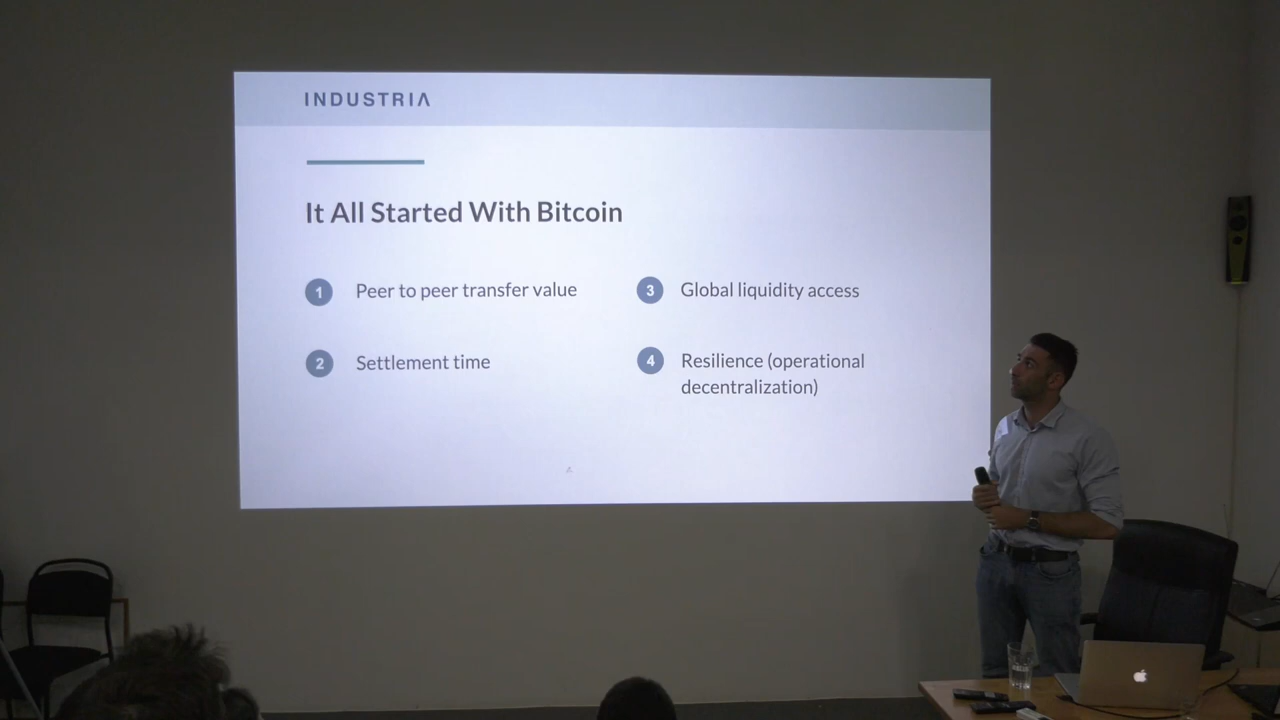 INDUSTRIA
It All Started With Bitcoin
1 Peer to peer transfer value
2 Settlement time
3 Global liquidity access
4 Resilience (operational
decentralization)